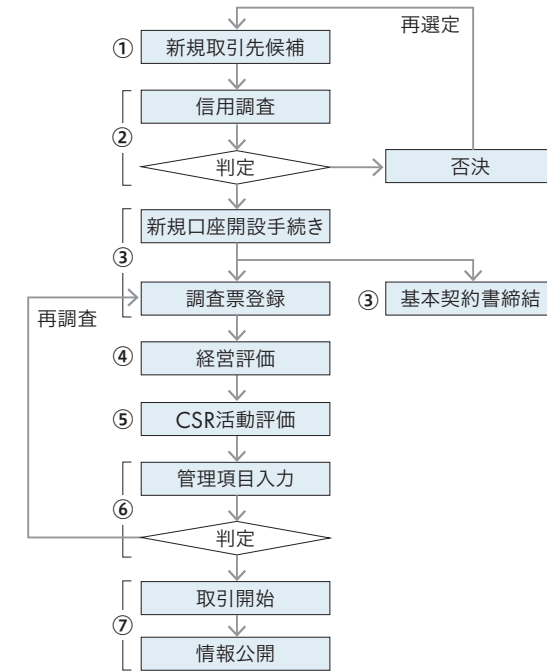 再選定
① 新規取引先候補
信用調査
②
判定
否決
新規口座開設手続き
③
調査票登録
③ 基本契約書締結
再調査
④ 経営評価
⑤ CSR活動評価
管理項目入力
⑥
判定
取引開始
⑦
情報公開